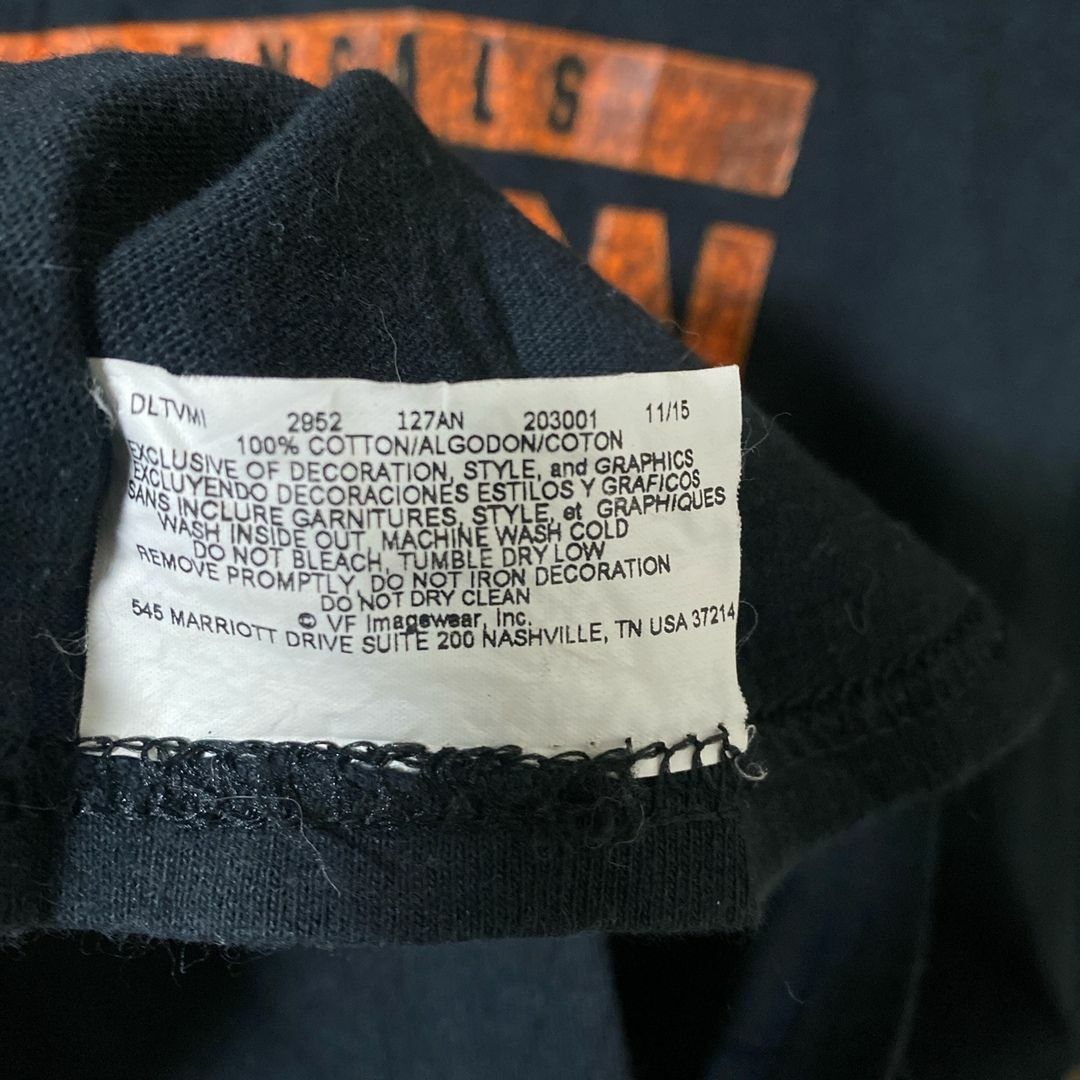 ENGALS
DLTVMI 2952 127AN 203001 11/15
100% COTTON/ALGODON/COTON
EXCLUSIVE OF DECORATION, STYLE, and GRAPHICS
EXCLUYENDO DECORACIONES ESTILOS Y GRAFICOS
SANS INCLURE GARNITURES, STYLE, et GRAPHIQUES
WASH INSIDE OUT, MACHINE WASH COLD
DO NOT BLEACH, TUMBLE DRY LOW
REMOVE PROMPTLY, DO NOT IRON DECORATION
DO NOT DRY CLEAN
© VF Imagewear, Inc.
545 MARRIOTT DRIVE SUITE 200 NASHVILLE, TN USA 37214